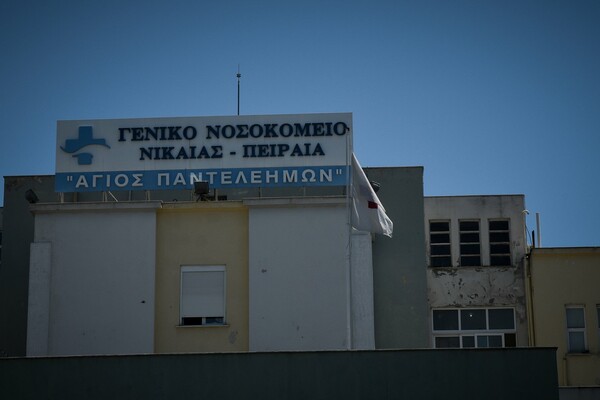 ΓΕΝΙΚΟ ΝΟΣΟΚΟΜΕΙΟ
ΝΙΚΑΙΑΣ - ΠΕΙΡΑΙΑ
"ΑΓΙΟΣ ΠΑΝΤΕΛΕΗΜΩΝ"